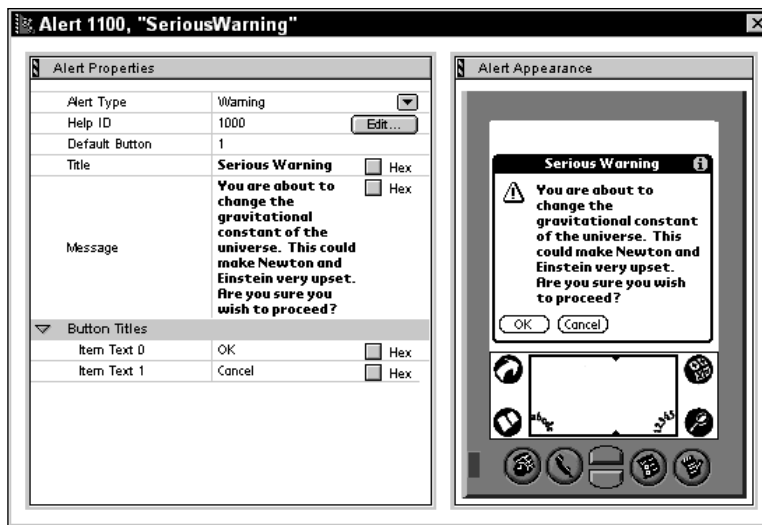 Alert 1100, "SeriousWarning"
Alert Properties
Alert Type Warning
Help ID 1000 Edit...
Default Button 1
Title Serious Warning Hex
Message You are about to Hex
change the
gravitational
constant of the
universe. This could
make Newton and
Einstein very upset.
Are you sure you
wish to proceed?
Button Titles
Item Text 0 OK Hex
Item Text 1 Cancel Hex
Alert Appearance
Serious Warning
You are about to
change the
gravitational constant
of the universe. This
could make Newton and
Einstein very upset.
Are you sure you wish
to proceed?
OK Cancel
abcde
12345